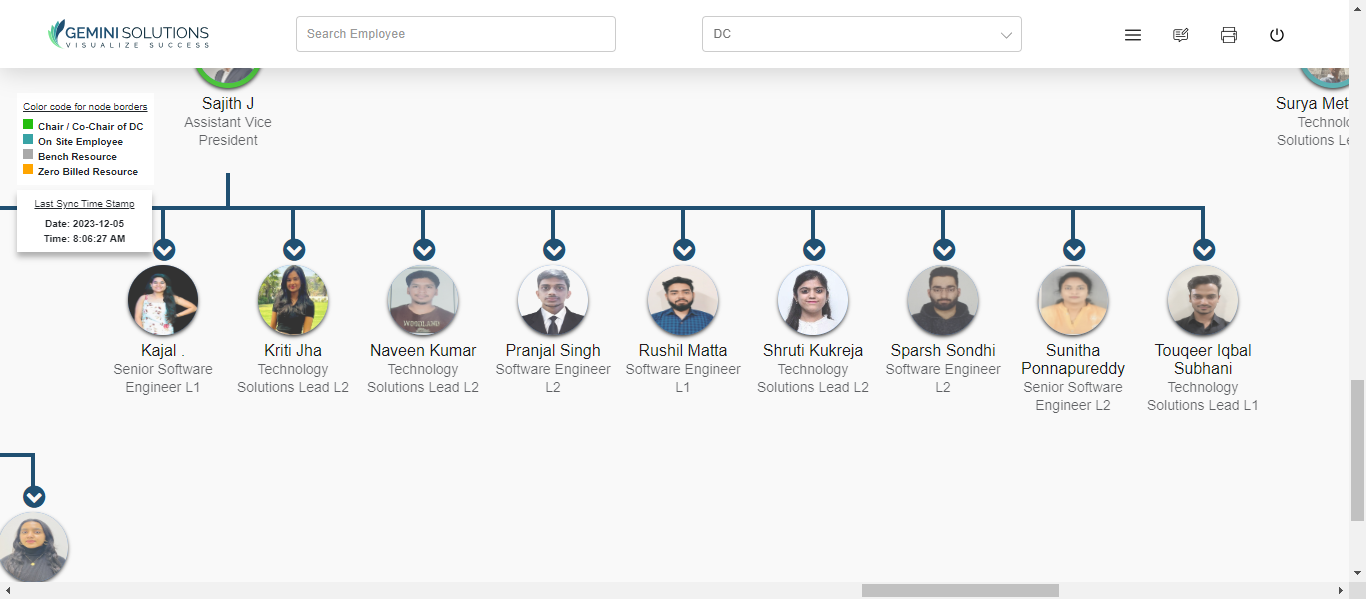 GEMINI SOLUTIONS
VISUALIZE SUCCESS
Search Employee
DC
Sajith J
Assistant Vice
President
Surya Met
Technolo
Solutions Le
Color code for node borders
Chair / Co-Chair of DC
On Site Employee
Bench Resource
Zero Billed Resource
Last Sync Time Stamp
Date: 2023-12-05
Time: 8:06:27 AM
WINDLAND
Kajal .
Senior Software
Engineer L1
Kriti Jha
Technology
Solutions Lead L2
Naveen Kumar
Technology
Solutions Lead L2
Pranjal Singh
Software Engineer
L2
Rushil Matta
Software Engineer
L1
Shruti Kukreja
Technology
Solutions Lead L2
Sparsh Sondhi
Software Engineer
L2
Sunitha
Ponnapureddy
Senior Software
Engineer L2
Touqeer Iqbal
Subhani
Technology
Solutions Lead L1